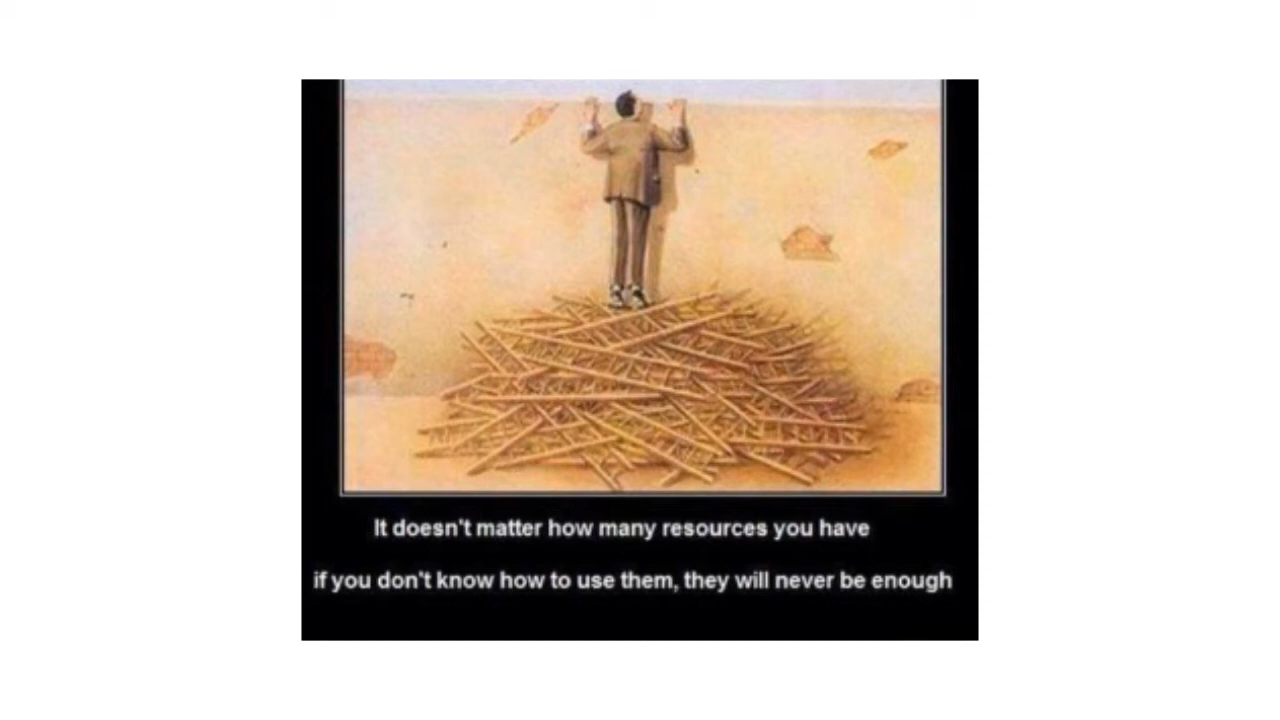 It doesn't matter how many resources you have
if you don't know how to use them, they will never be enough